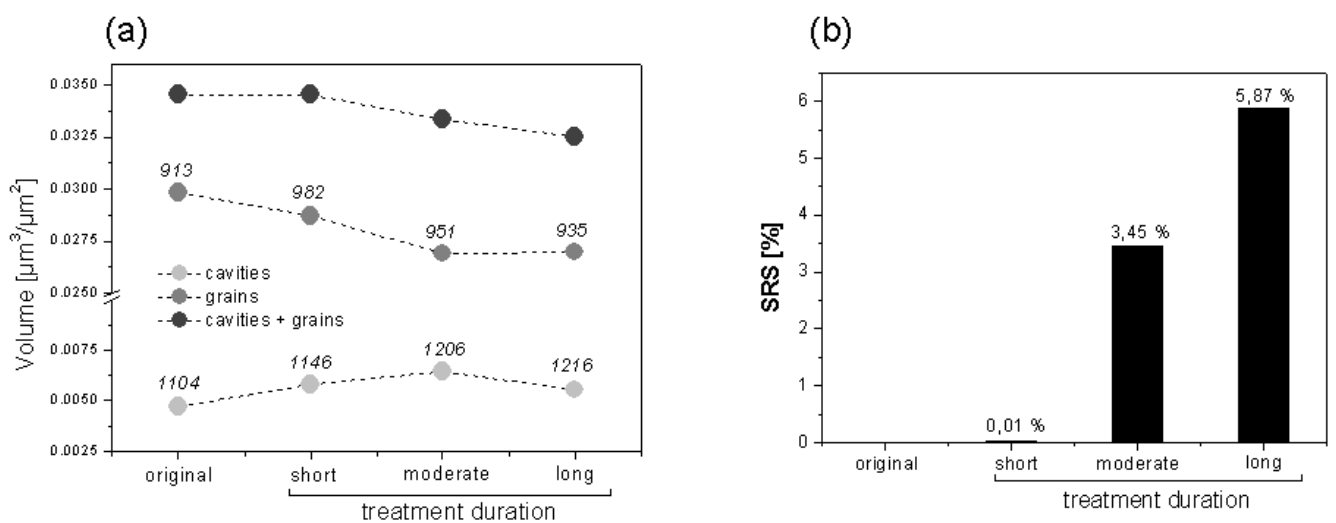 (a)
Volume [µm³/µm²]
0.0350
0.0325
0.0300
0.0275
0.0250
0.0075
0.0050
0.0025
913
982
951
935
cavities
grains
cavities + grains
1104
1146
1206
1216
original short moderate long
treatment duration
(b)
SRS [%]
6
5
4
3
2
1
0
0,01 %
3,45 %
5,87 %
original short moderate long
treatment duration